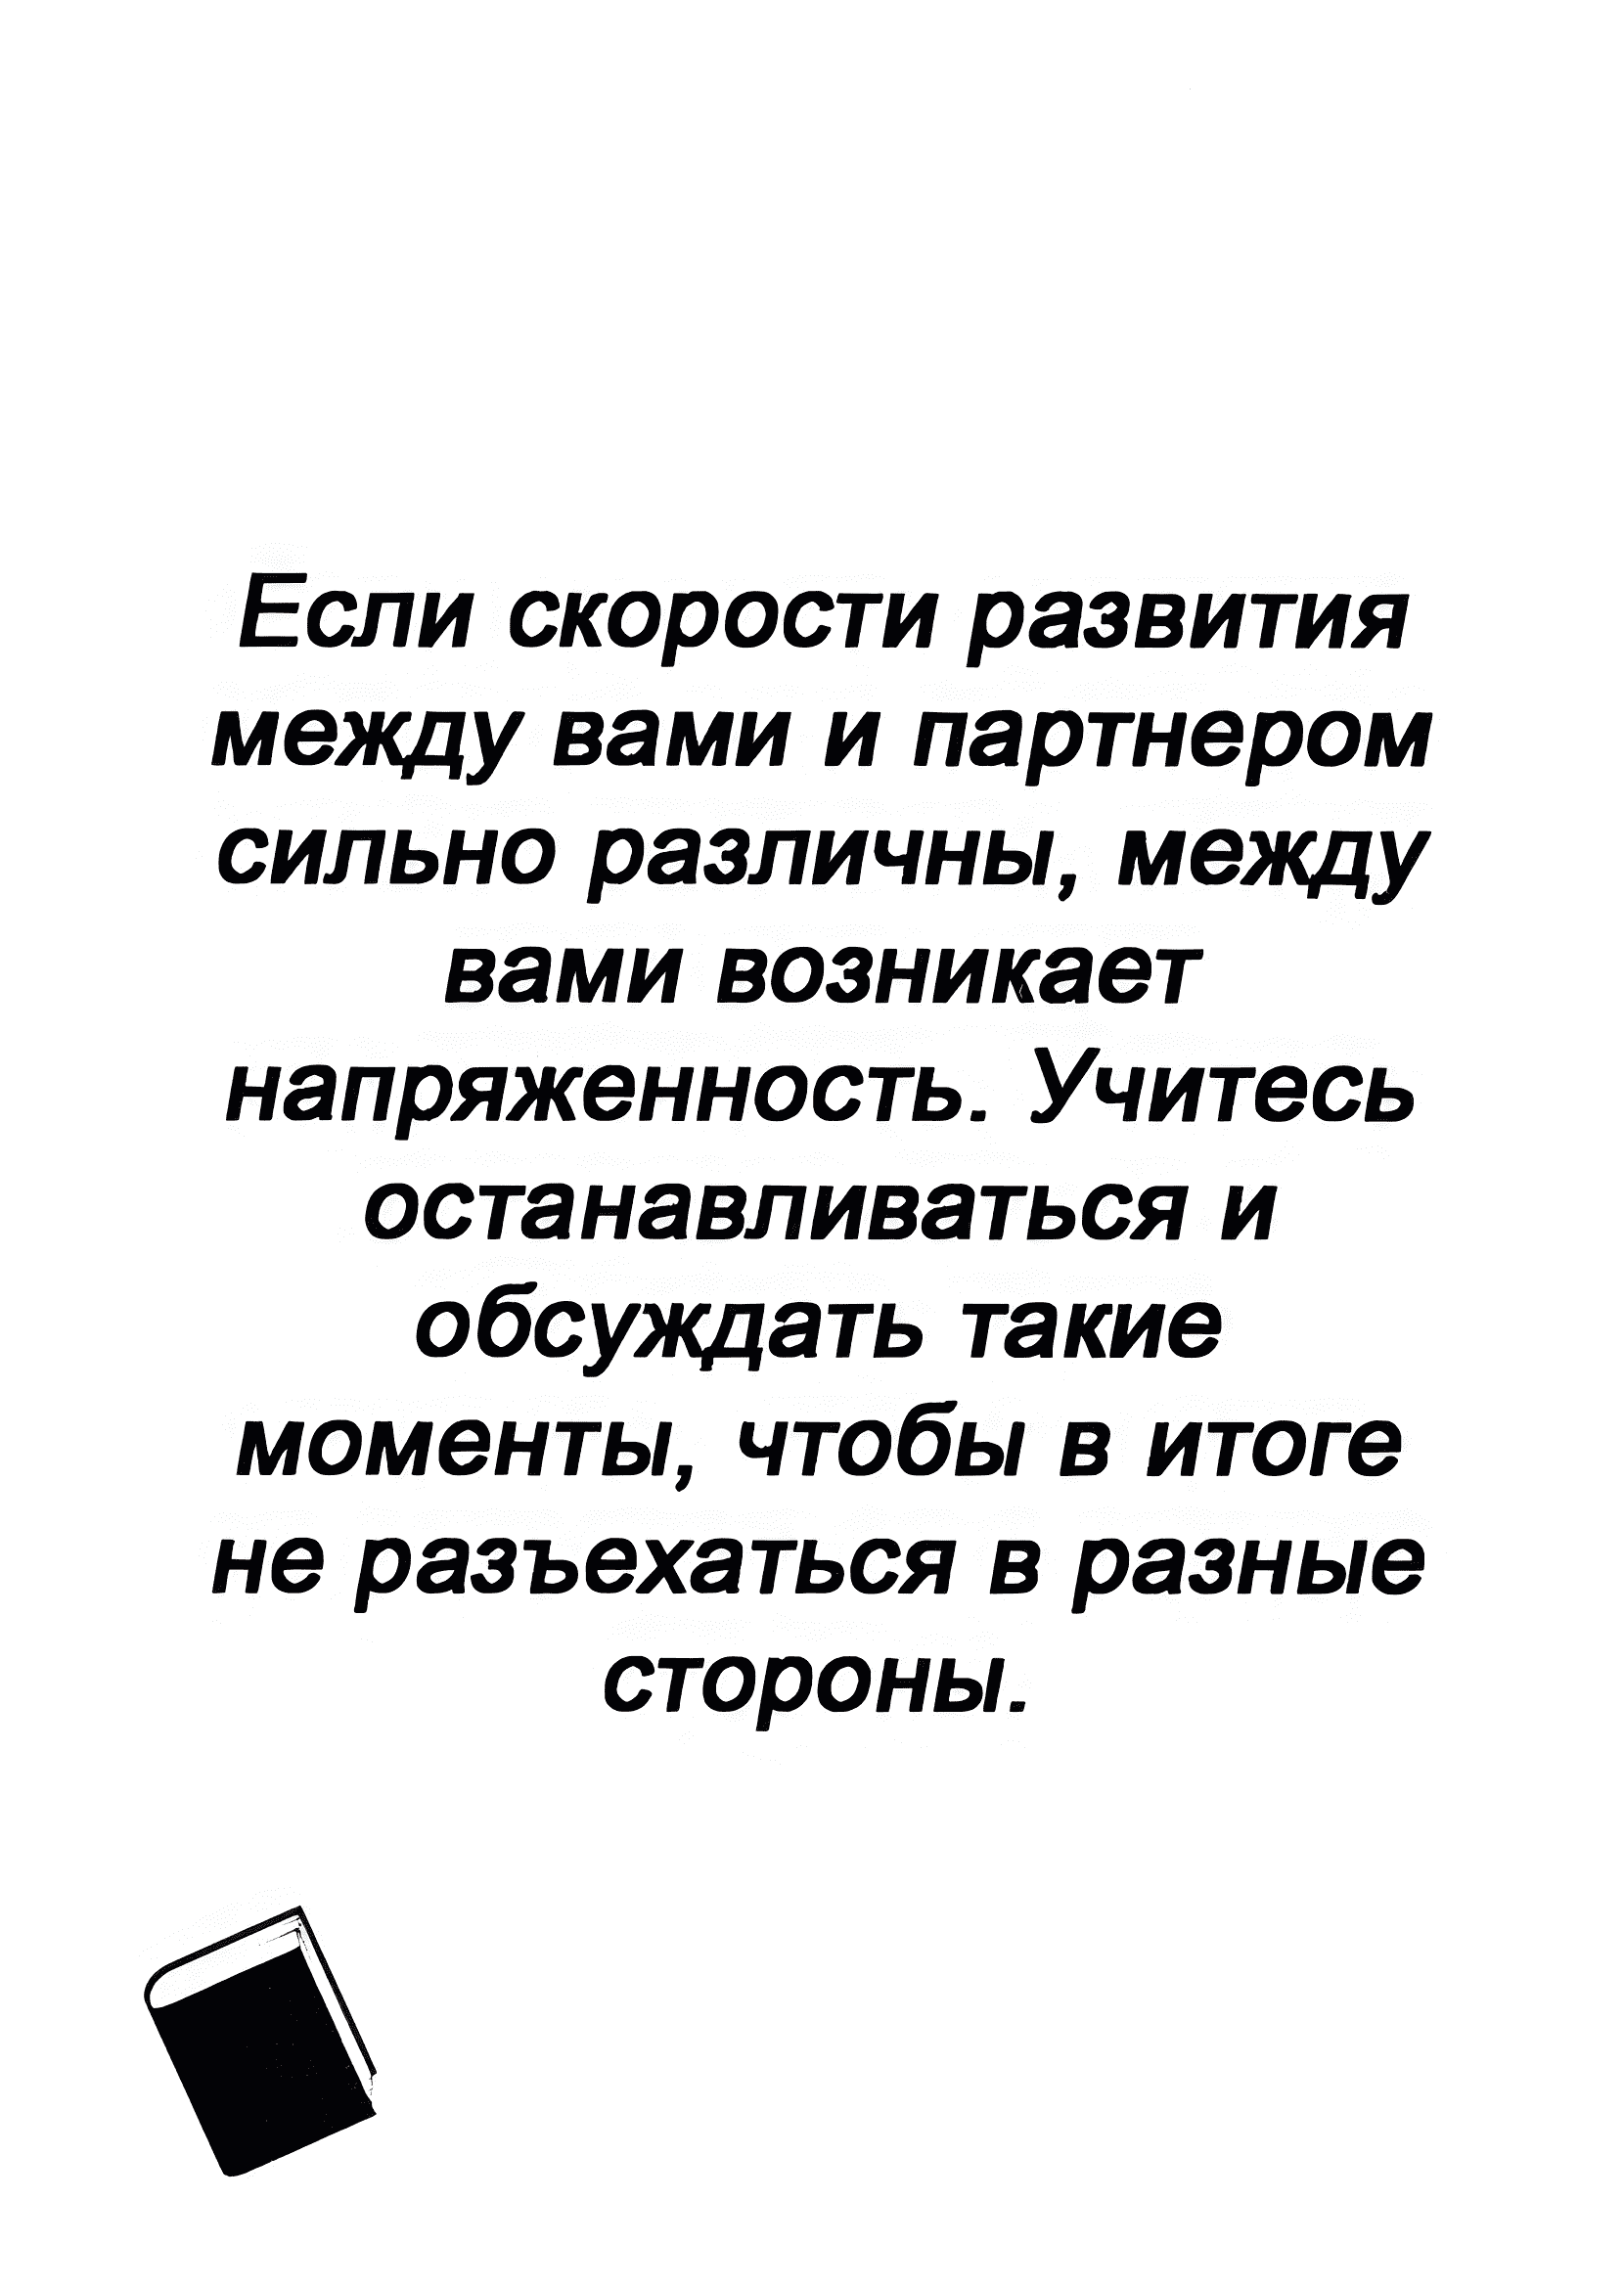 Если скорости развития
между вами и партнером
сильно различны, между
вами возникает
напряженность. Учитесь
останавливаться и
обсуждать такие
моменты, чтобы в итоге
не разъехаться в разные
стороны.